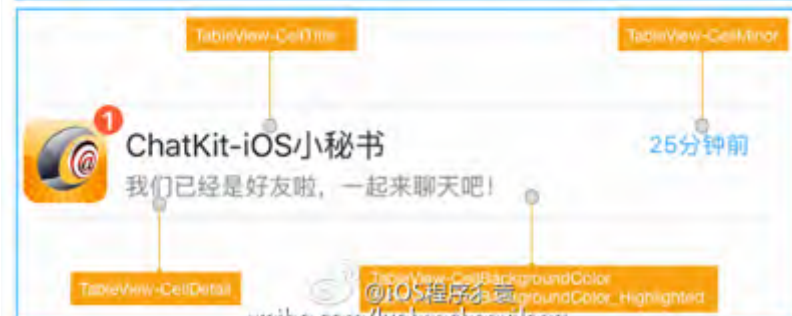 TableView-CellTitle
TableView-CellMinor
1
ChatKit-iOS小秘书
25分钟前
我们已经是好友啦，一起来聊天吧！
TableView-CellDetail
TableView-CellBackgroundColor
BackgroundColor_Highlighted
@iOS程序犭袁